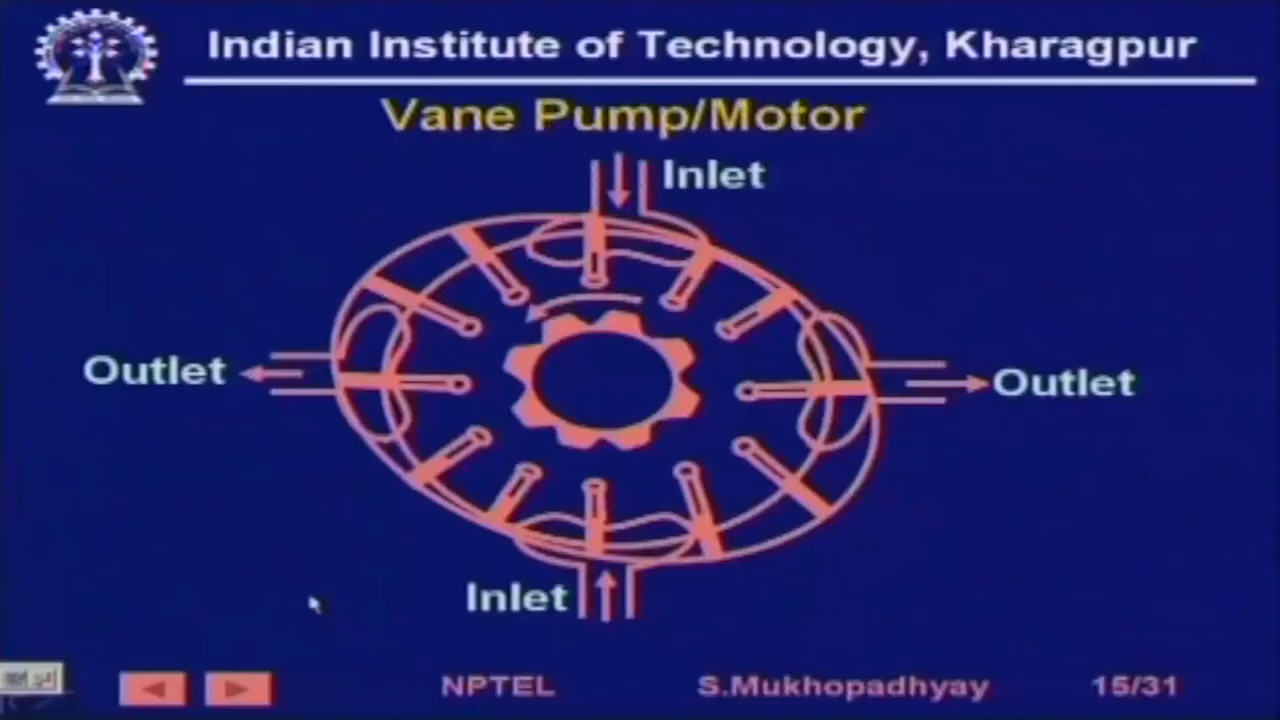 Indian Institute of Technology, Kharagpur
Vane Pump/Motor
Inlet
Outlet
Outlet
Inlet
NPTEL
S.Mukhopadhyay
15/31